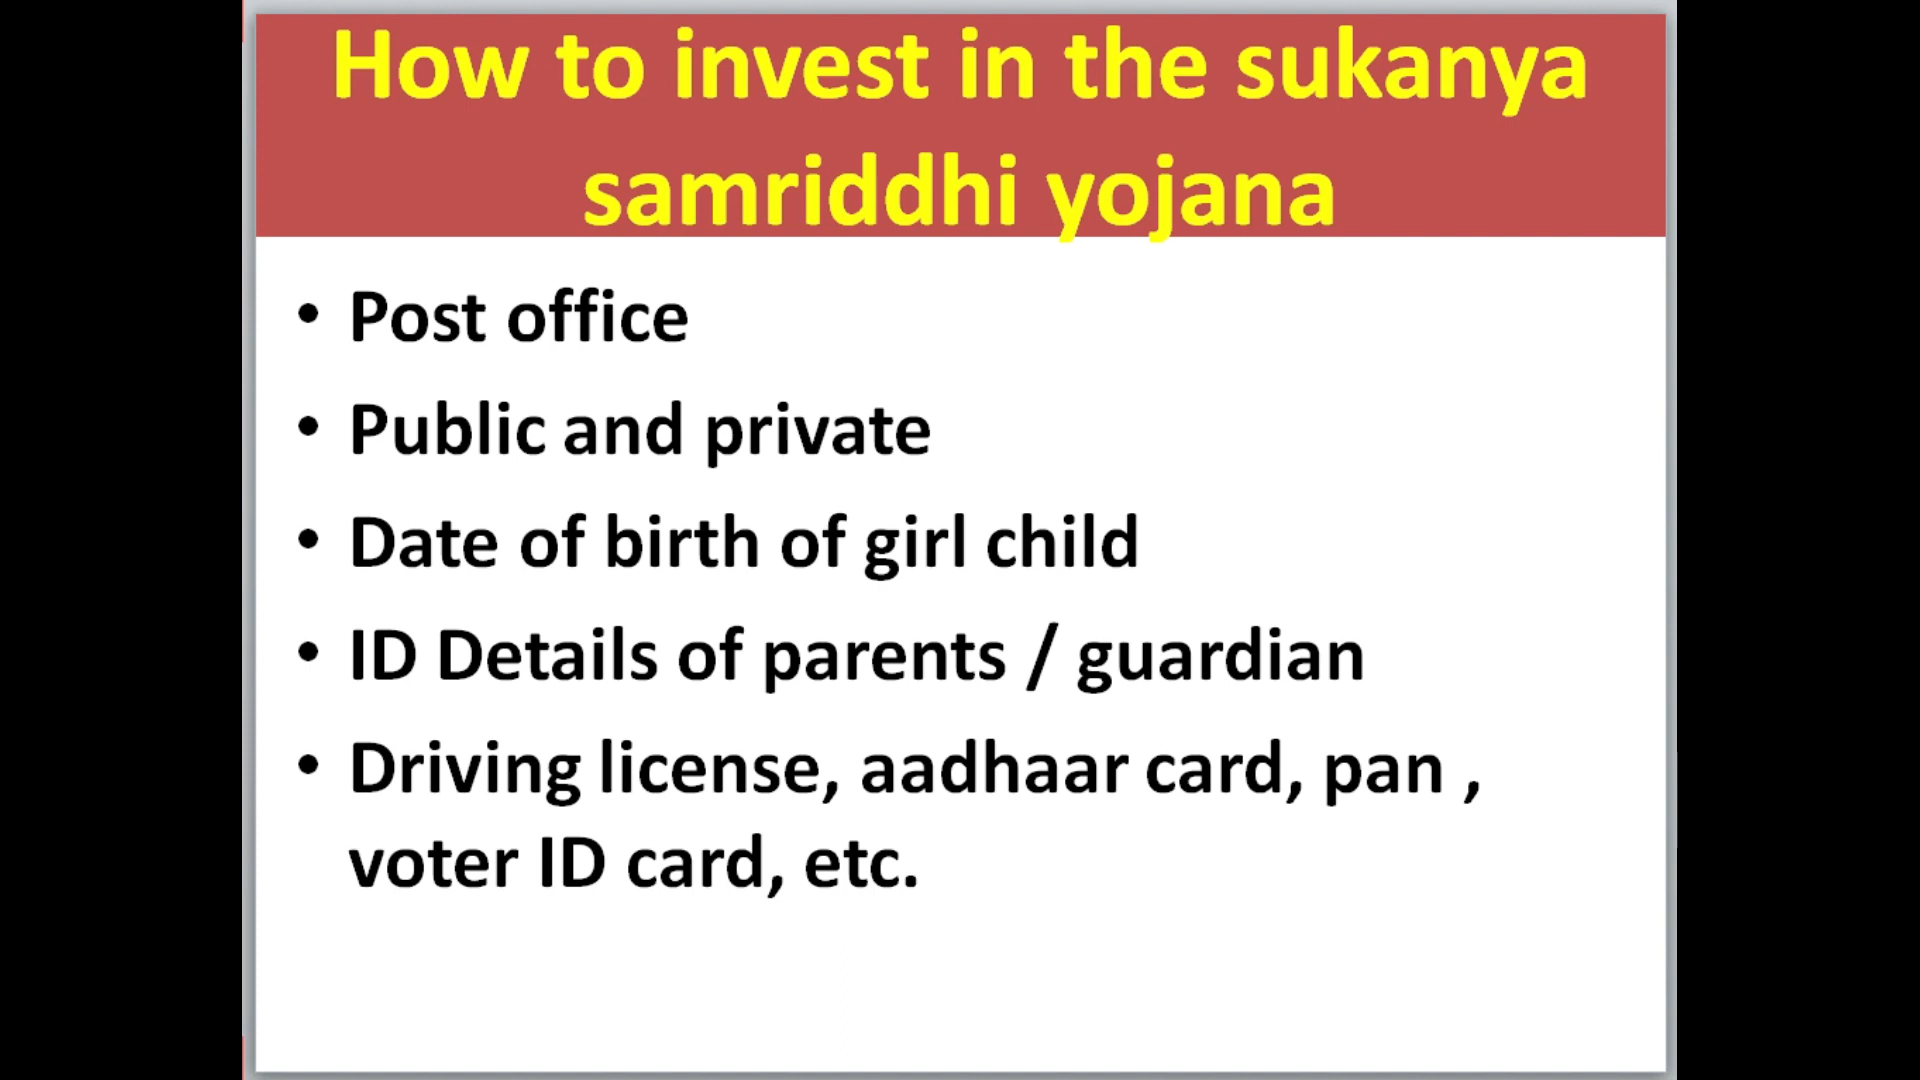 How to invest in the sukanya
samriddhi yojana
• Post office
• Public and private
• Date of birth of girl child
• ID Details of parents / guardian
• Driving license, aadhaar card, pan ,
voter ID card, etc.